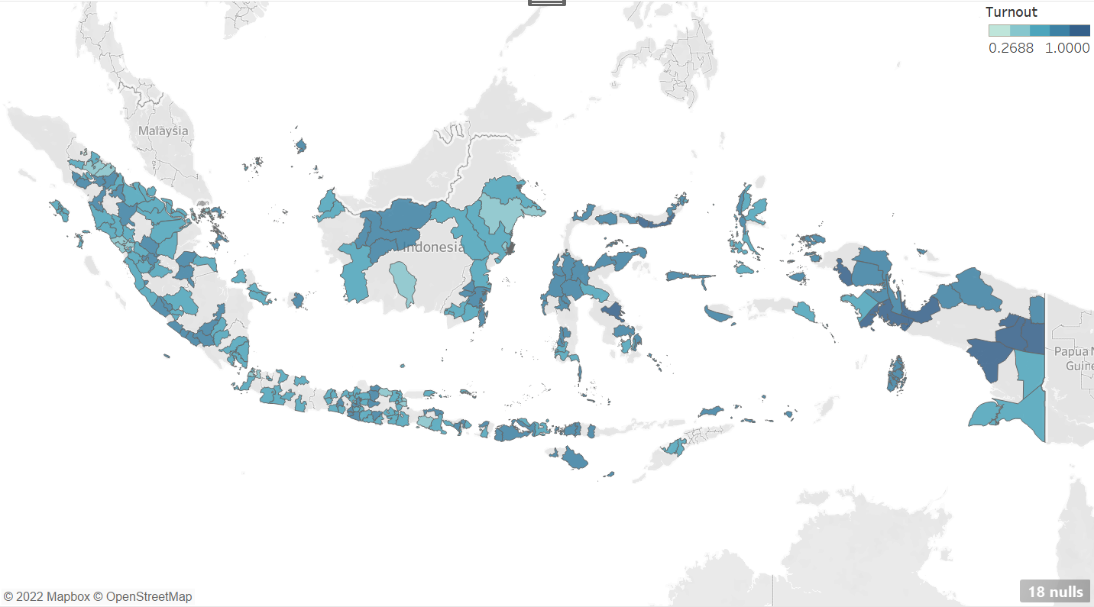 Turnout
0.2688 1.0000
Malaysia
Indonesia
Papua N
Guine
© 2022 Mapbox © OpenStreetMap
18 nulls